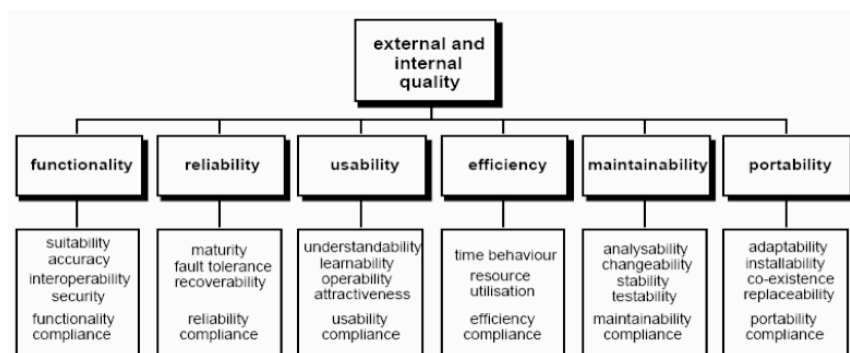 external and
internal
quality
functionality
reliability
usability
efficiency
maintainability
portability
suitability
accuracy
interoperability
security
functionality
compliance
maturity
fault tolerance
recoverability
reliability
compliance
understandability
learnability
operability
attractiveness
usability
compliance
time behaviour
resource
utilisation
efficiency
compliance
analysability
changeability
stability
testability
maintainability
compliance
adaptability
installability
co-existence
replaceability
portability
compliance